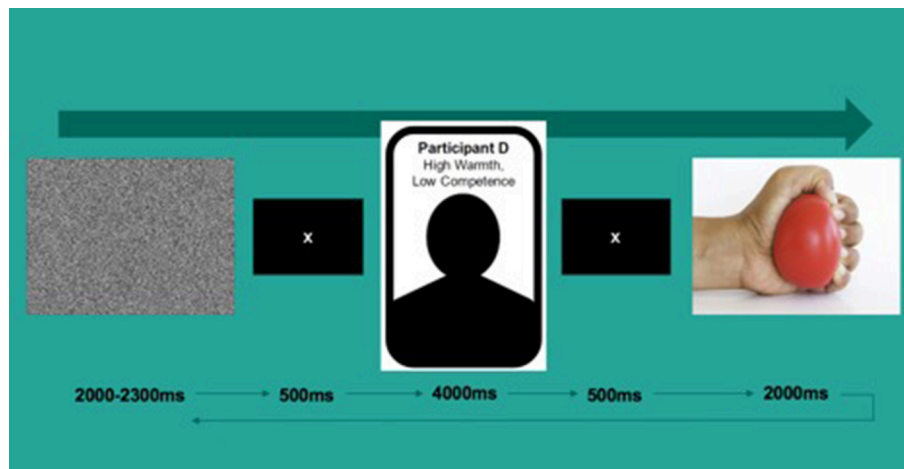 Participant D
High Warmth,
Low Competence
x
x
2000-2300ms
500ms
4000ms
500ms
2000ms